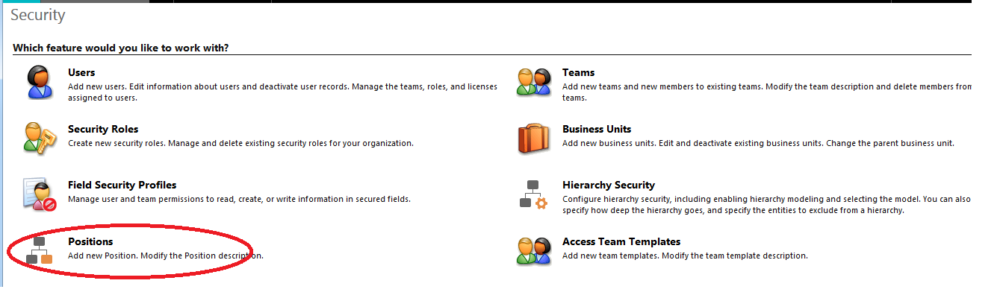 Security
Which feature would you like to work with?
Users
Add new users. Edit information about users and deactivate user records. Manage the teams, roles, and licenses
assigned to users.
Teams
Add new teams and new members to existing teams. Modify the team description and delete members from
teams.
Security Roles
Create new security roles. Manage and delete existing security roles for your organization.
Business Units
Add new business units. Edit and deactivate existing business units. Change the parent business unit.
Field Security Profiles
Manage user and team permissions to read, create, or write information in secured fields.
Hierarchy Security
Configure hierarchy security, including enabling hierarchy modeling and selecting the model. You can also
specify how deep the hierarchy goes, and specify the entities to exclude from a hierarchy.
Positions
Add new Position. Modify the Position description.
Access Team Templates
Add new team templates. Modify the team template description.